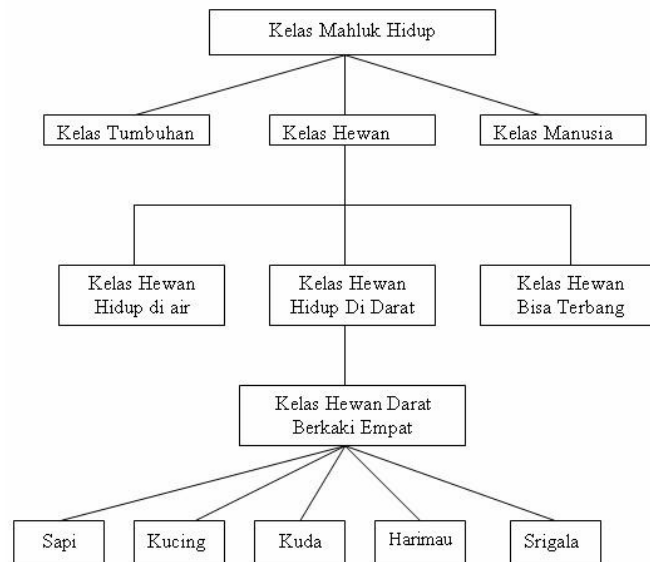 Kelas Mahluk Hidup
Kelas Tumbuhan
Kelas Hewan
Kelas Manusia
Kelas Hewan
Hidup di air
Kelas Hewan
Hidup Di Darat
Kelas Hewan
Bisa Terbang
Kelas Hewan Darat
Berkaki Empat
Sapi
Kucing
Kuda
Harimau
Srigala